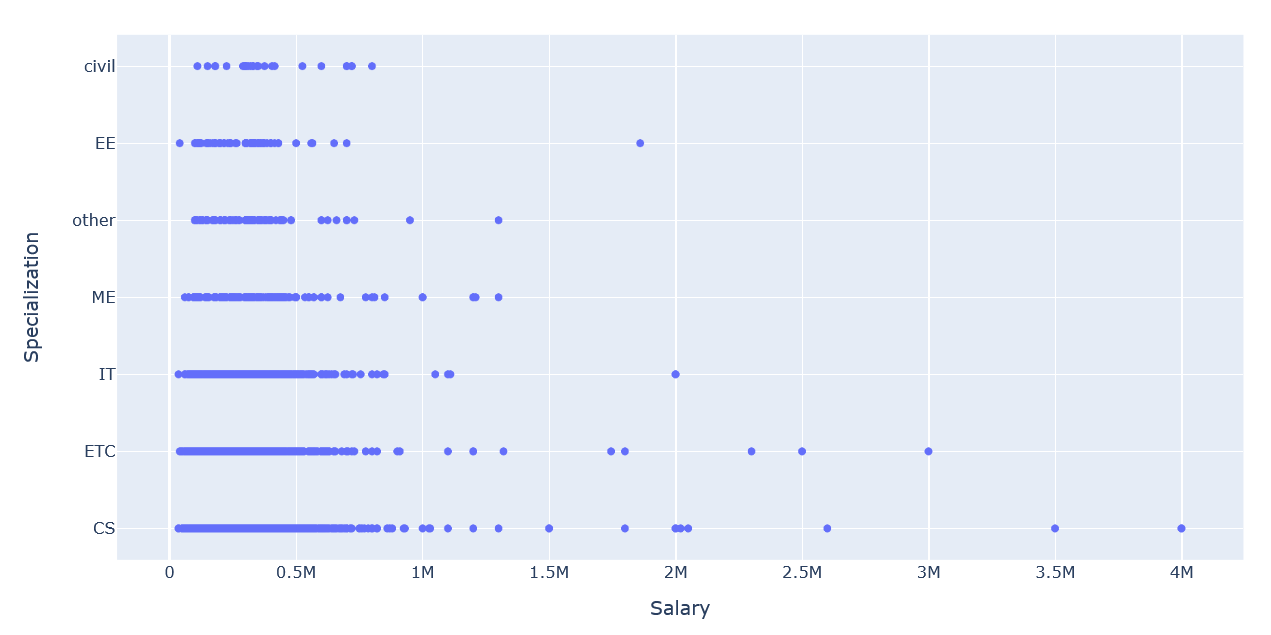 civil
EE
other
ME
IT
ETC
CS
Specialization
0 0.5M 1M 1.5M 2M 2.5M 3M 3.5M 4M
Salary